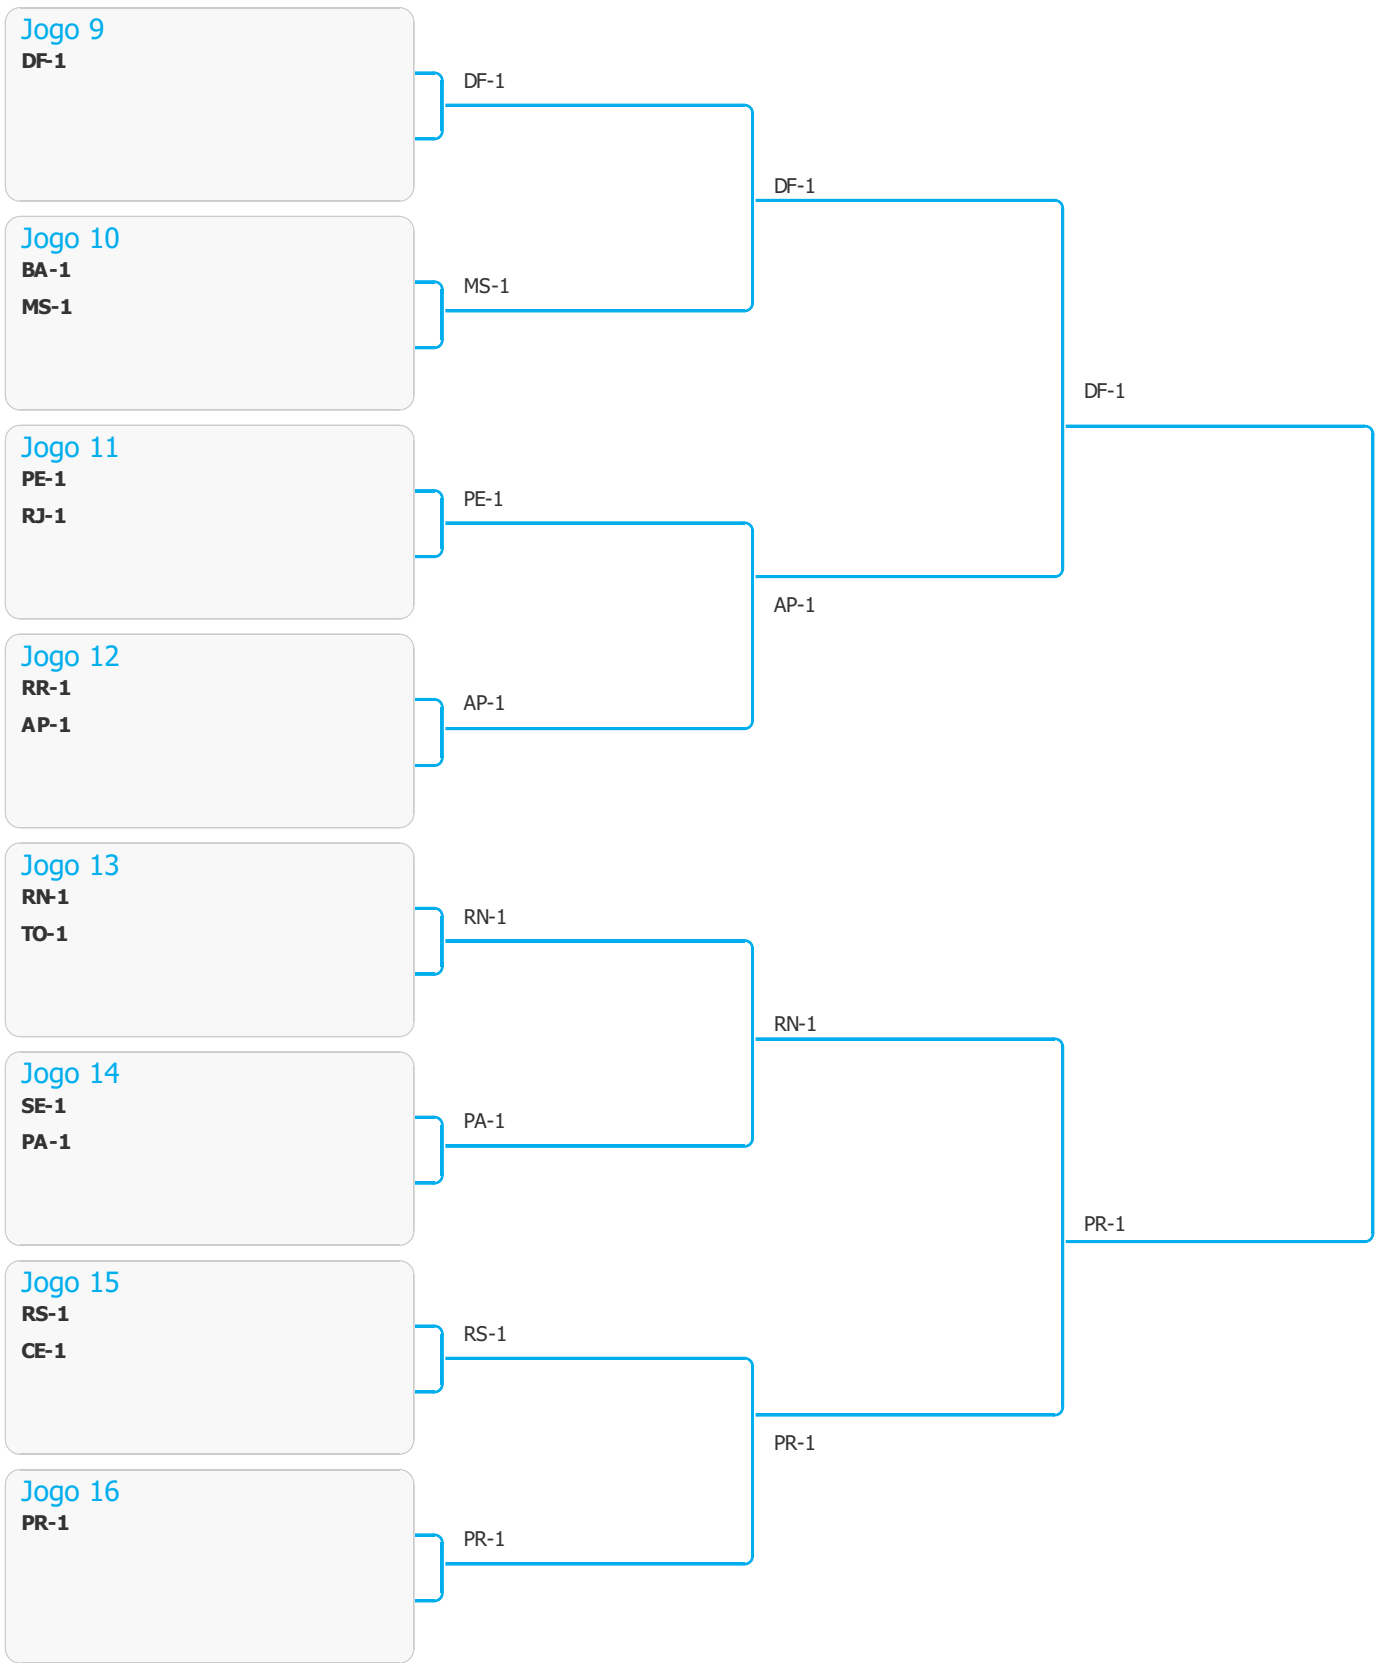 Jogo 9
DF-1
DF-1
DF-1
Jogo 10
BA-1
MS-1
MS-1
DF-1
Jogo 11
PE-1
RJ-1
PE-1
AP-1
Jogo 12
RR-1
AP-1
AP-1
Jogo 13
RN-1
TO-1
RN-1
RN-1
Jogo 14
SE-1
PA-1
PA-1
PR-1
Jogo 15
RS-1
CE-1
RS-1
PR-1
Jogo 16
PR-1
PR-1